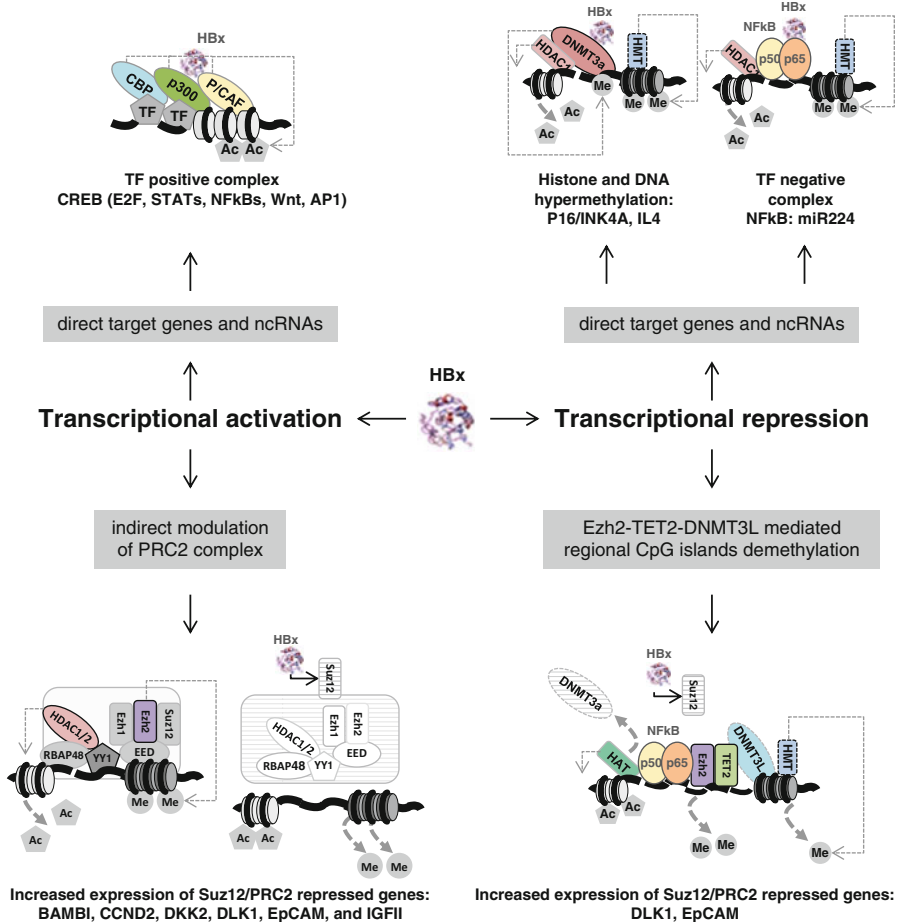 HBx
CBP
p300
P/CAF
TF
TF
Ac
Ac
TF positive complex
CREB (E2F, STATs, NFkBs, Wnt, AP1)
HBx
HDAC1
DNMT3a
HMT
Me
Me
Me
Ac
Ac
Histone and DNA
hypermethylation:
P16/INK4A, IL4
HBx
NFkB
HDAC1
p50
p65
HMT
Me
Me
Ac
Ac
TF negative
complex
NFkB: miR224
direct target genes and ncRNAs
direct target genes and ncRNAs
HBx
Transcriptional activation
Transcriptional repression
indirect modulation
of PRC2 complex
Ezh2-TET2-DNMT3L mediated
regional CpG islands demethylation
HDAC1/2
RBAP48
YY1
Ezh1
Ezh2
Suz12
EED
Me
Me
Ac
Ac
HBx
Suz12
HDAC1/2
RBAP48
YY1
Ezh1
Ezh2
EED
Ac
Ac
Me
Me
Increased expression of Suz12/PRC2 repressed genes:
BAMBI, CCND2, DKK2, DLK1, EpCAM, and IGFII
HBx
Suz12
DNMT3a
NFkB
HAT
p50
p65
Ezh2
TET2
DNMT3L
HMT
Ac
Ac
Me
Me
Me
Increased expression of Suz12/PRC2 repressed genes:
DLK1, EpCAM